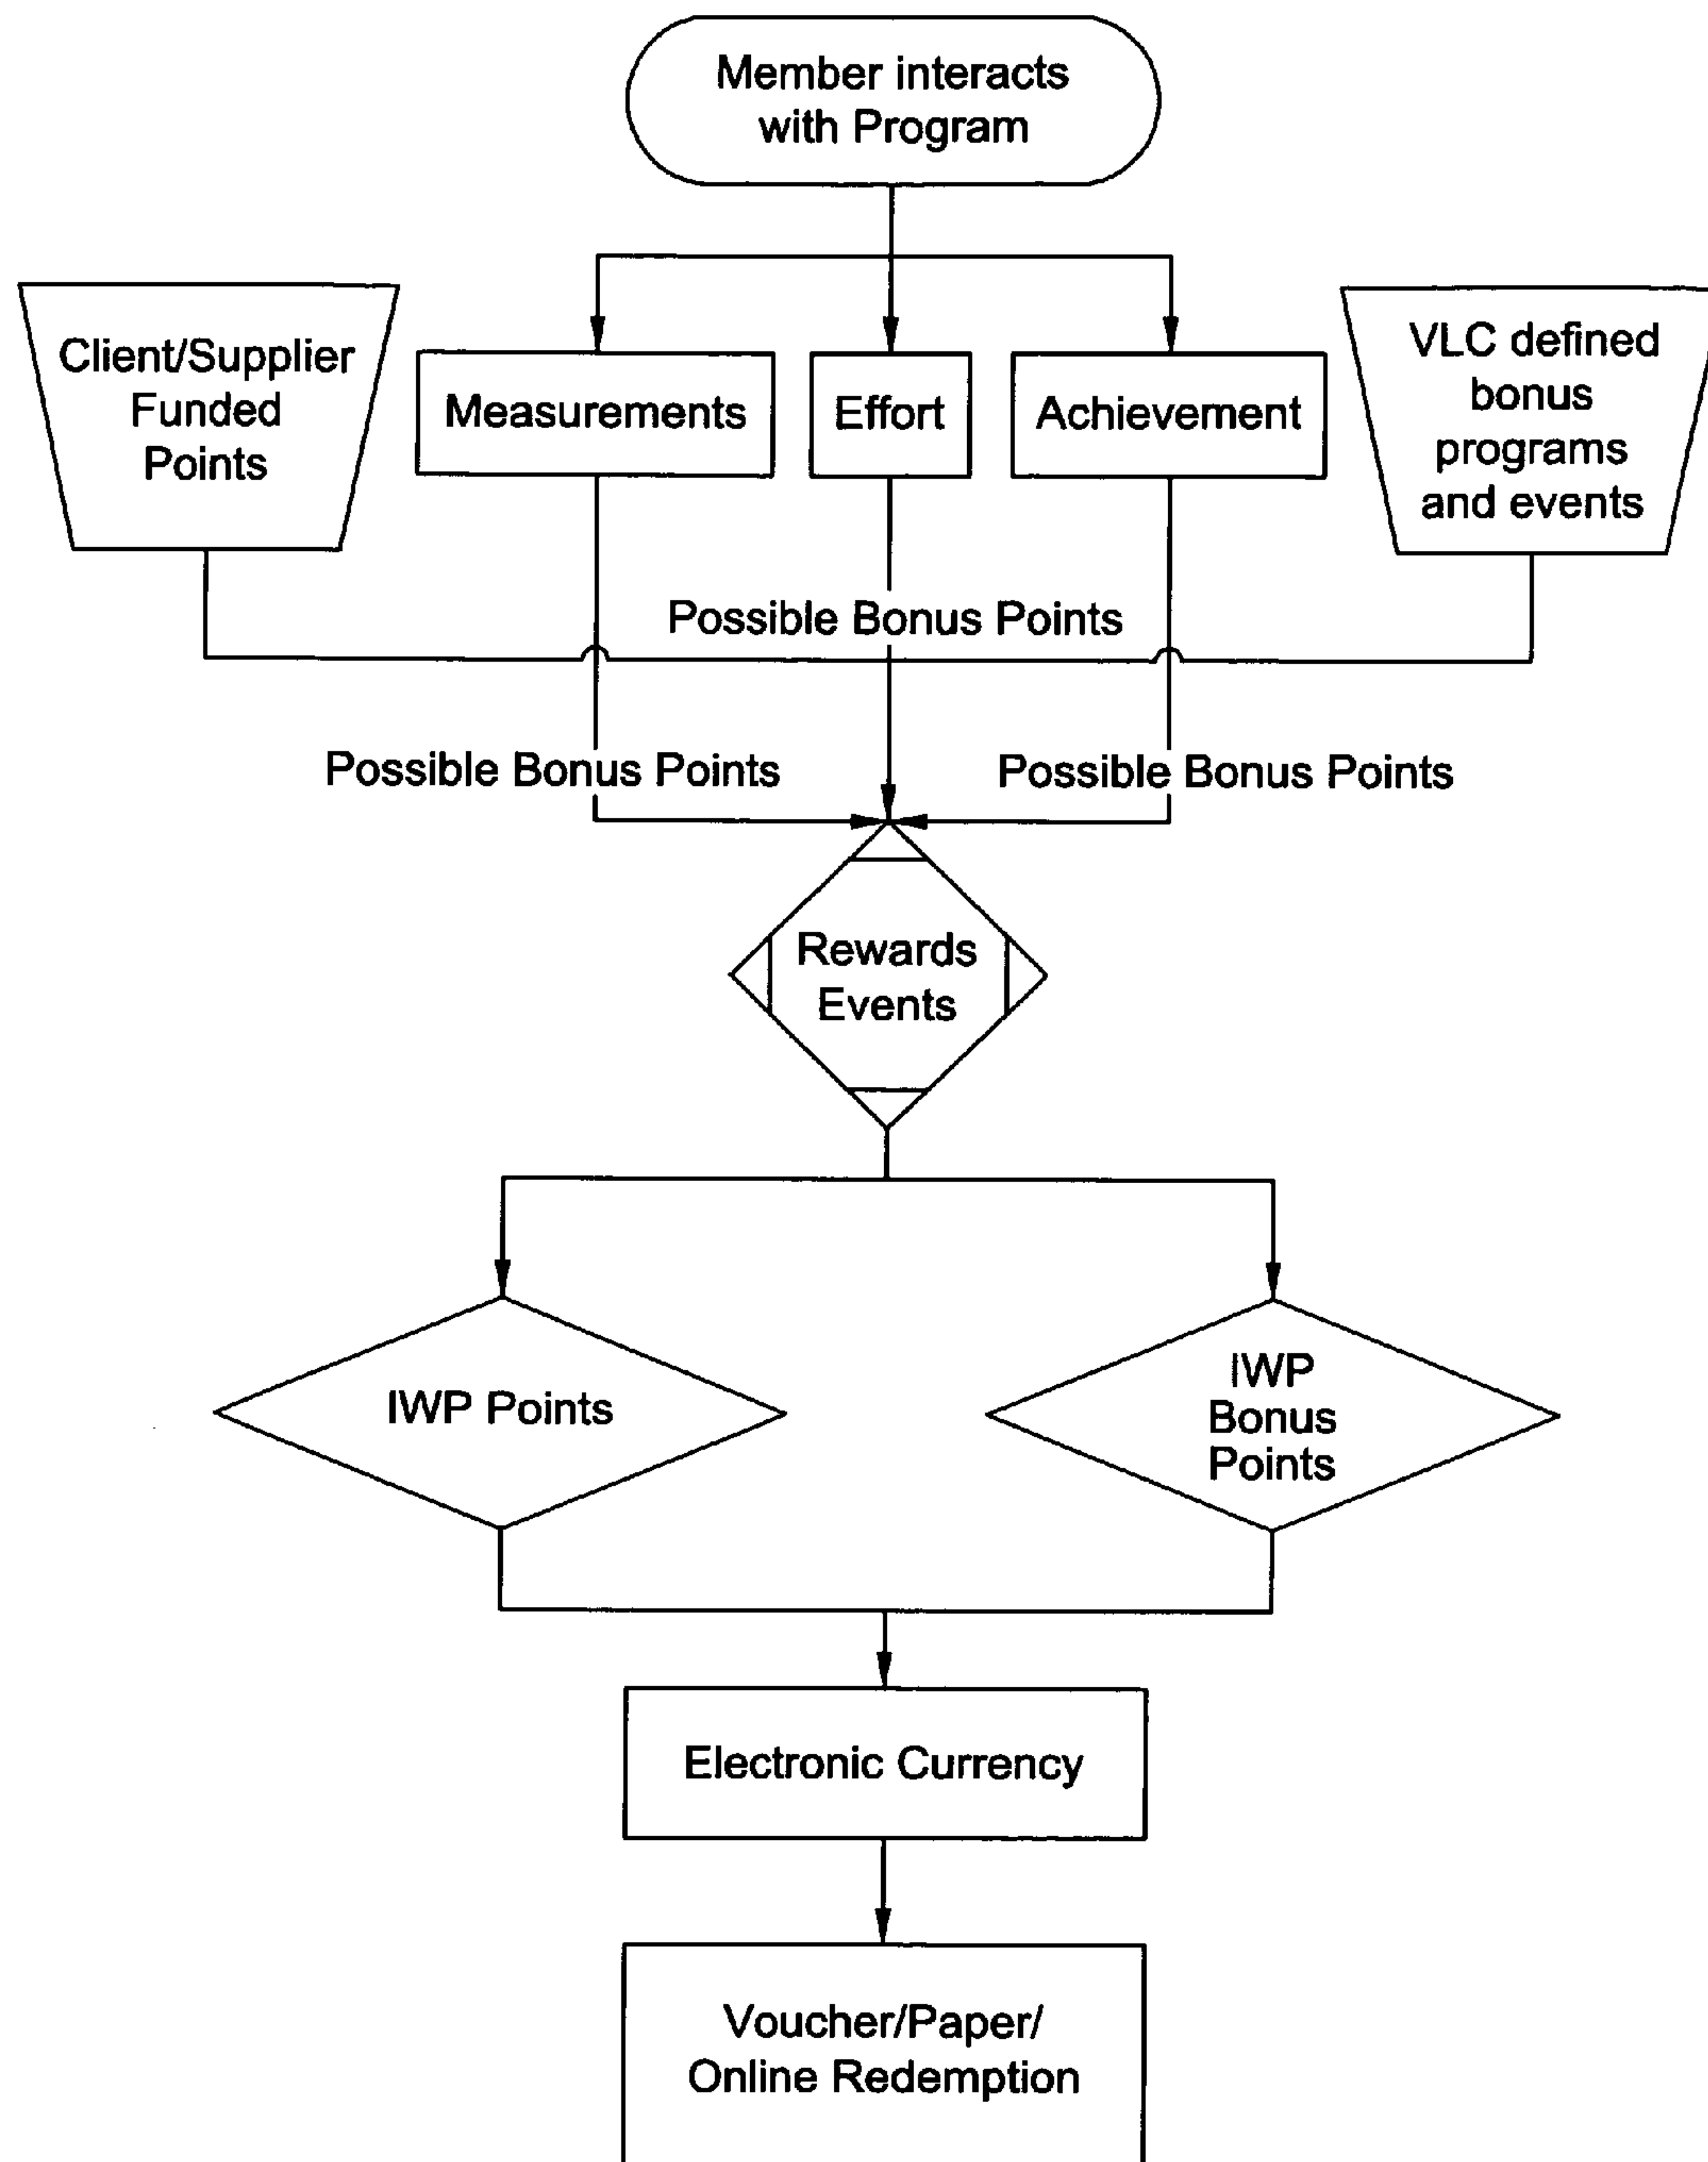 Member interacts
with Program
Client/Supplier
Funded
Points
Measurements
Effort
Achievement
VLC defined
bonus
programs
and events
Possible Bonus Points
Possible Bonus Points
Possible Bonus Points
Rewards
Events
IWP Points
IWP
Bonus
Points
Electronic Currency
Voucher/Paper/
Online Redemption